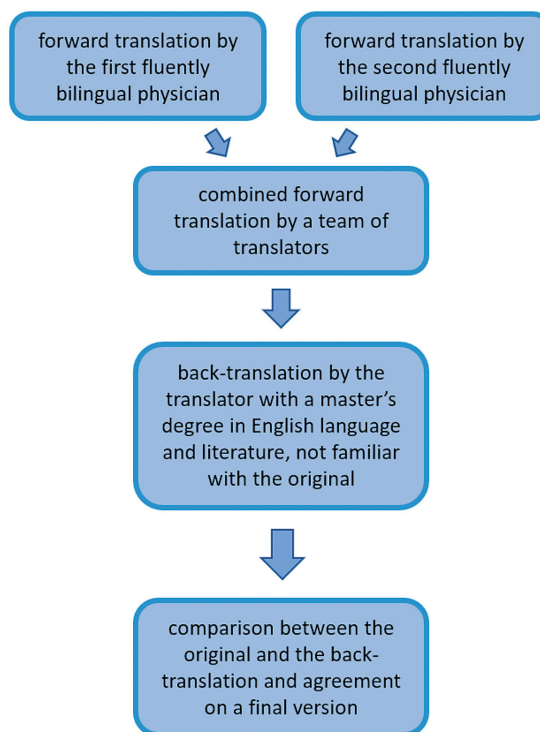 forward translation by
the first fluently
bilingual physician
forward translation by
the second fluently
bilingual physician
combined forward
translation by a team of
translators
back-translation by the
translator with a master’s
degree in English language
and literature, not familiar
with the original
comparison between the
original and the back-
translation and agreement
on a final version